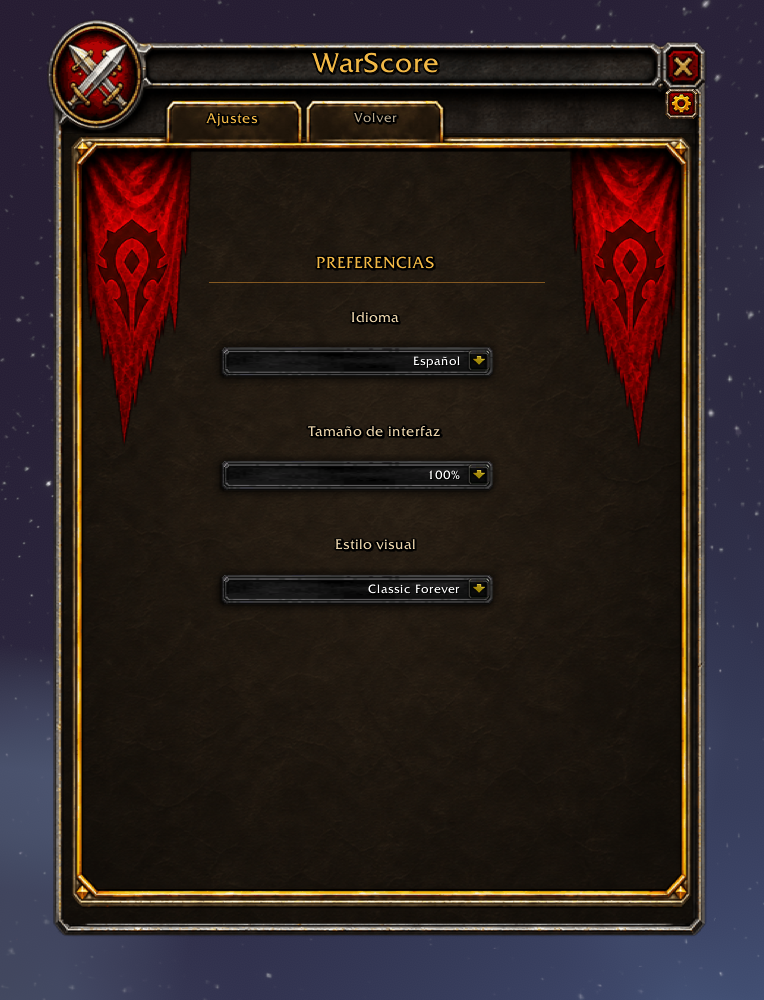 WarScore
Ajustes
Volver
PREFERENCIAS
Idioma
Español
Tamaño de interfaz
100%
Estilo visual
Classic Forever